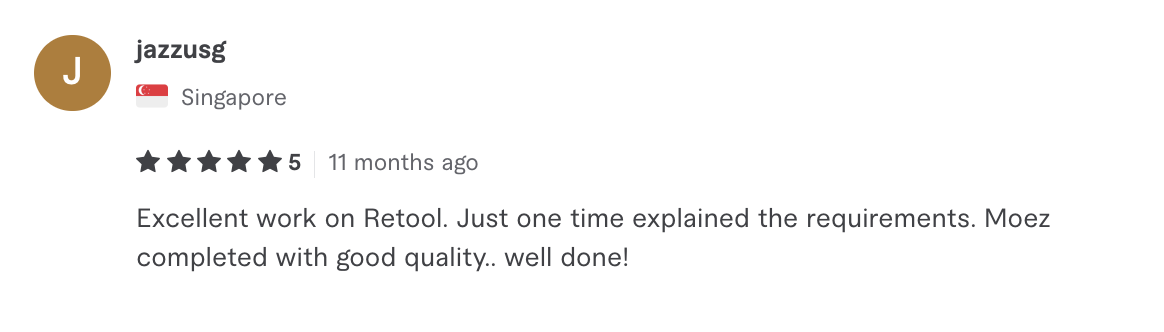 J
jazzusg
Singapore
5
11 months ago
Excellent work on Retool. Just one time explained the requirements. Moez
completed with good quality.. well done!